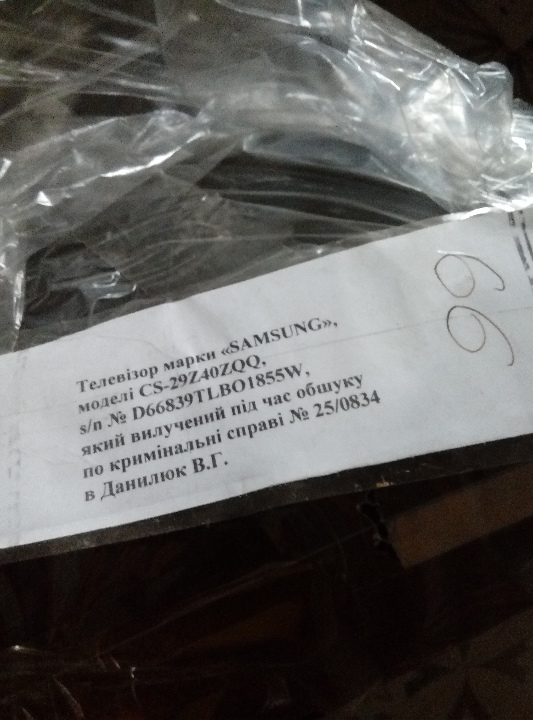 Телевізор марки «SAMSUNG»,
моделі CS-29Z40ZQQ,
s/n № D66839TLBO1855W,
який вилучений під час обшуку
по кримінальні справі № 25/0834
в Данилюк В.Г.
99